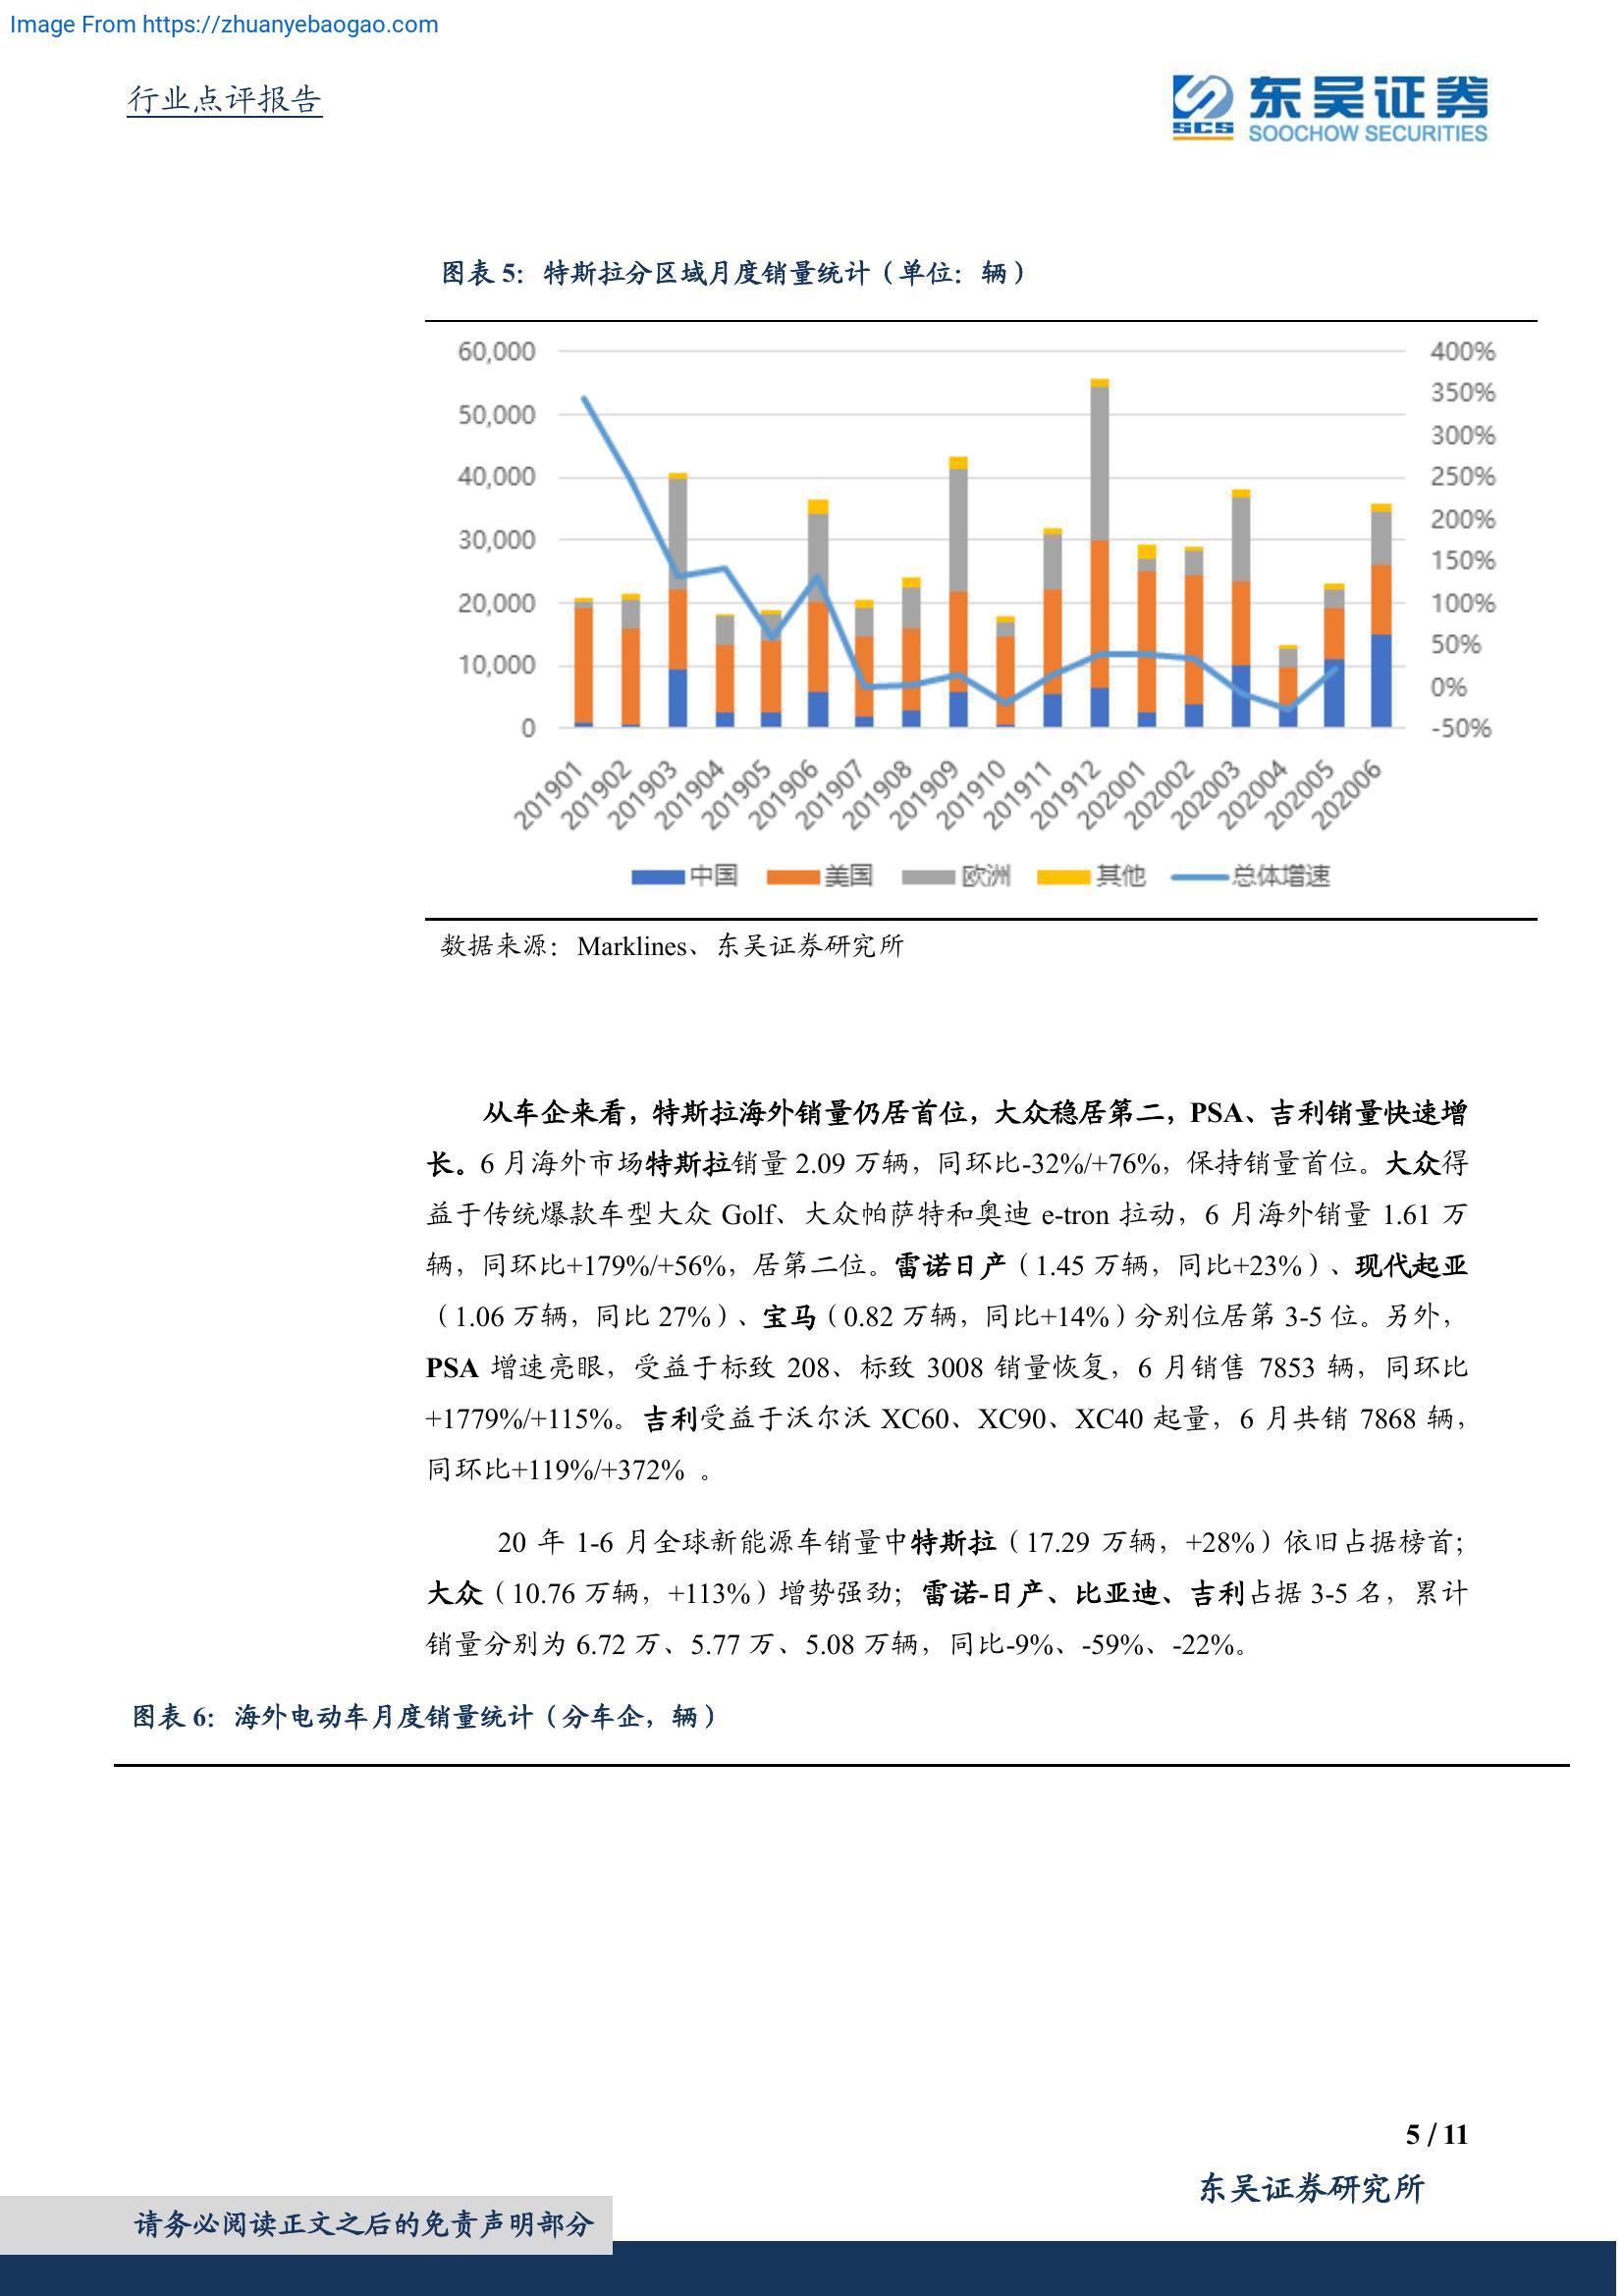 Image From https://zhuanyebaogao.com
行业点评报告
SCS
东吴证券
SOOCHOW SECURITIES
图表 5：特斯拉分区域月度销量统计（单位：辆）
60,000
50,000
40,000
30,000
20,000
10,000
0
400%
350%
300%
250%
200%
150%
100%
50%
0%
-50%
201901
201902
201903
201904
201905
201906
201907
201908
201909
201910
201911
201912
202001
202002
202003
202004
202005
202006
中国 美国 欧洲 其他 总体增速
数据来源：Marklines、东吴证券研究所
从车企来看，特斯拉海外销量仍居首位，大众稳居第二，PSA、吉利销量快速增
长。6 月海外市场特斯拉销量 2.09 万辆，同环比-32%/+76%，保持销量首位。大众得
益于传统爆款车型大众 Golf、大众帕萨特和奥迪 e-tron 拉动，6 月海外销量 1.61 万
辆，同环比+179%/+56%，居第二位。雷诺日产（1.45 万辆，同比+23%）、现代起亚
（1.06 万辆，同比 27%）、宝马（0.82 万辆，同比+14%）分别位居第 3-5 位。另外，
PSA 增速亮眼，受益于标致 208、标致 3008 销量恢复，6 月销售 7853 辆，同环比
+1779%/+115%。吉利受益于沃尔沃 XC60、XC90、XC40 起量，6 月共销 7868 辆，
同环比+119%/+372% 。
20 年 1-6 月全球新能源车销量中特斯拉（17.29 万辆，+28%）依旧占据榜首；
大众（10.76 万辆，+113%）增势强劲；雷诺-日产、比亚迪、吉利占据 3-5 名，累计
销量分别为 6.72 万、5.77 万、5.08 万辆，同比-9%、-59%、-22%。
图表 6：海外电动车月度销量统计（分车企，辆）
5 / 11
东吴证券研究所
请务必阅读正文之后的免责声明部分